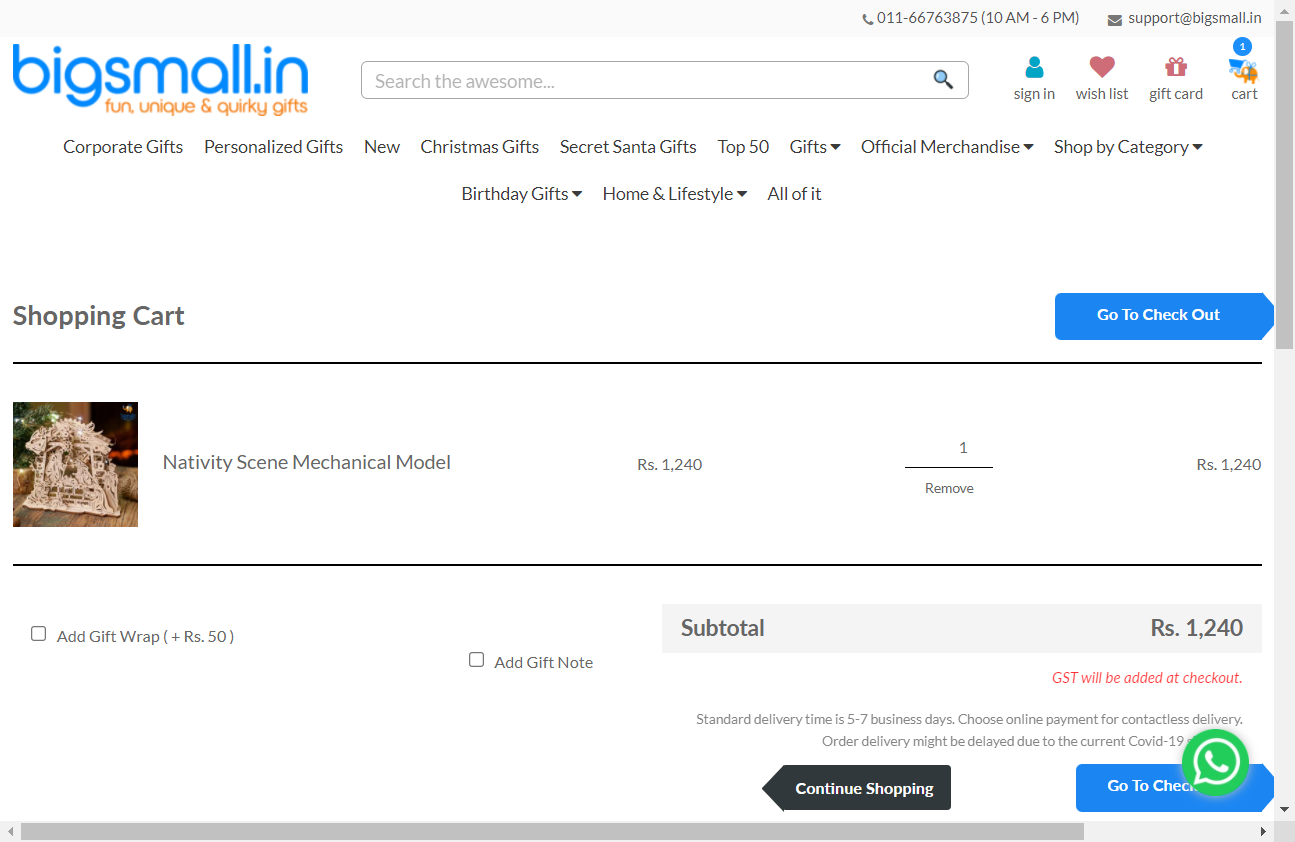 011-66763875 (10 AM - 6 PM) support@bigsmall.in
bigsmall.in
fun, unique & quirky gifts
Search the awesome...
1
sign in wish list gift card cart
Corporate Gifts Personalized Gifts New Christmas Gifts Secret Santa Gifts Top 50 Gifts Official Merchandise Shop by Category
Birthday Gifts Home & Lifestyle All of it
Shopping Cart
Go To Check Out
Nativity Scene Mechanical Model
Rs. 1,240
1
Remove
Rs. 1,240
Add Gift Wrap ( + Rs. 50 )
Add Gift Note
Subtotal Rs. 1,240
GST will be added at checkout.
Standard delivery time is 5-7 business days. Choose online payment for contactless delivery.
Order delivery might be delayed due to the current Covid-19
Continue Shopping
Go To Chec